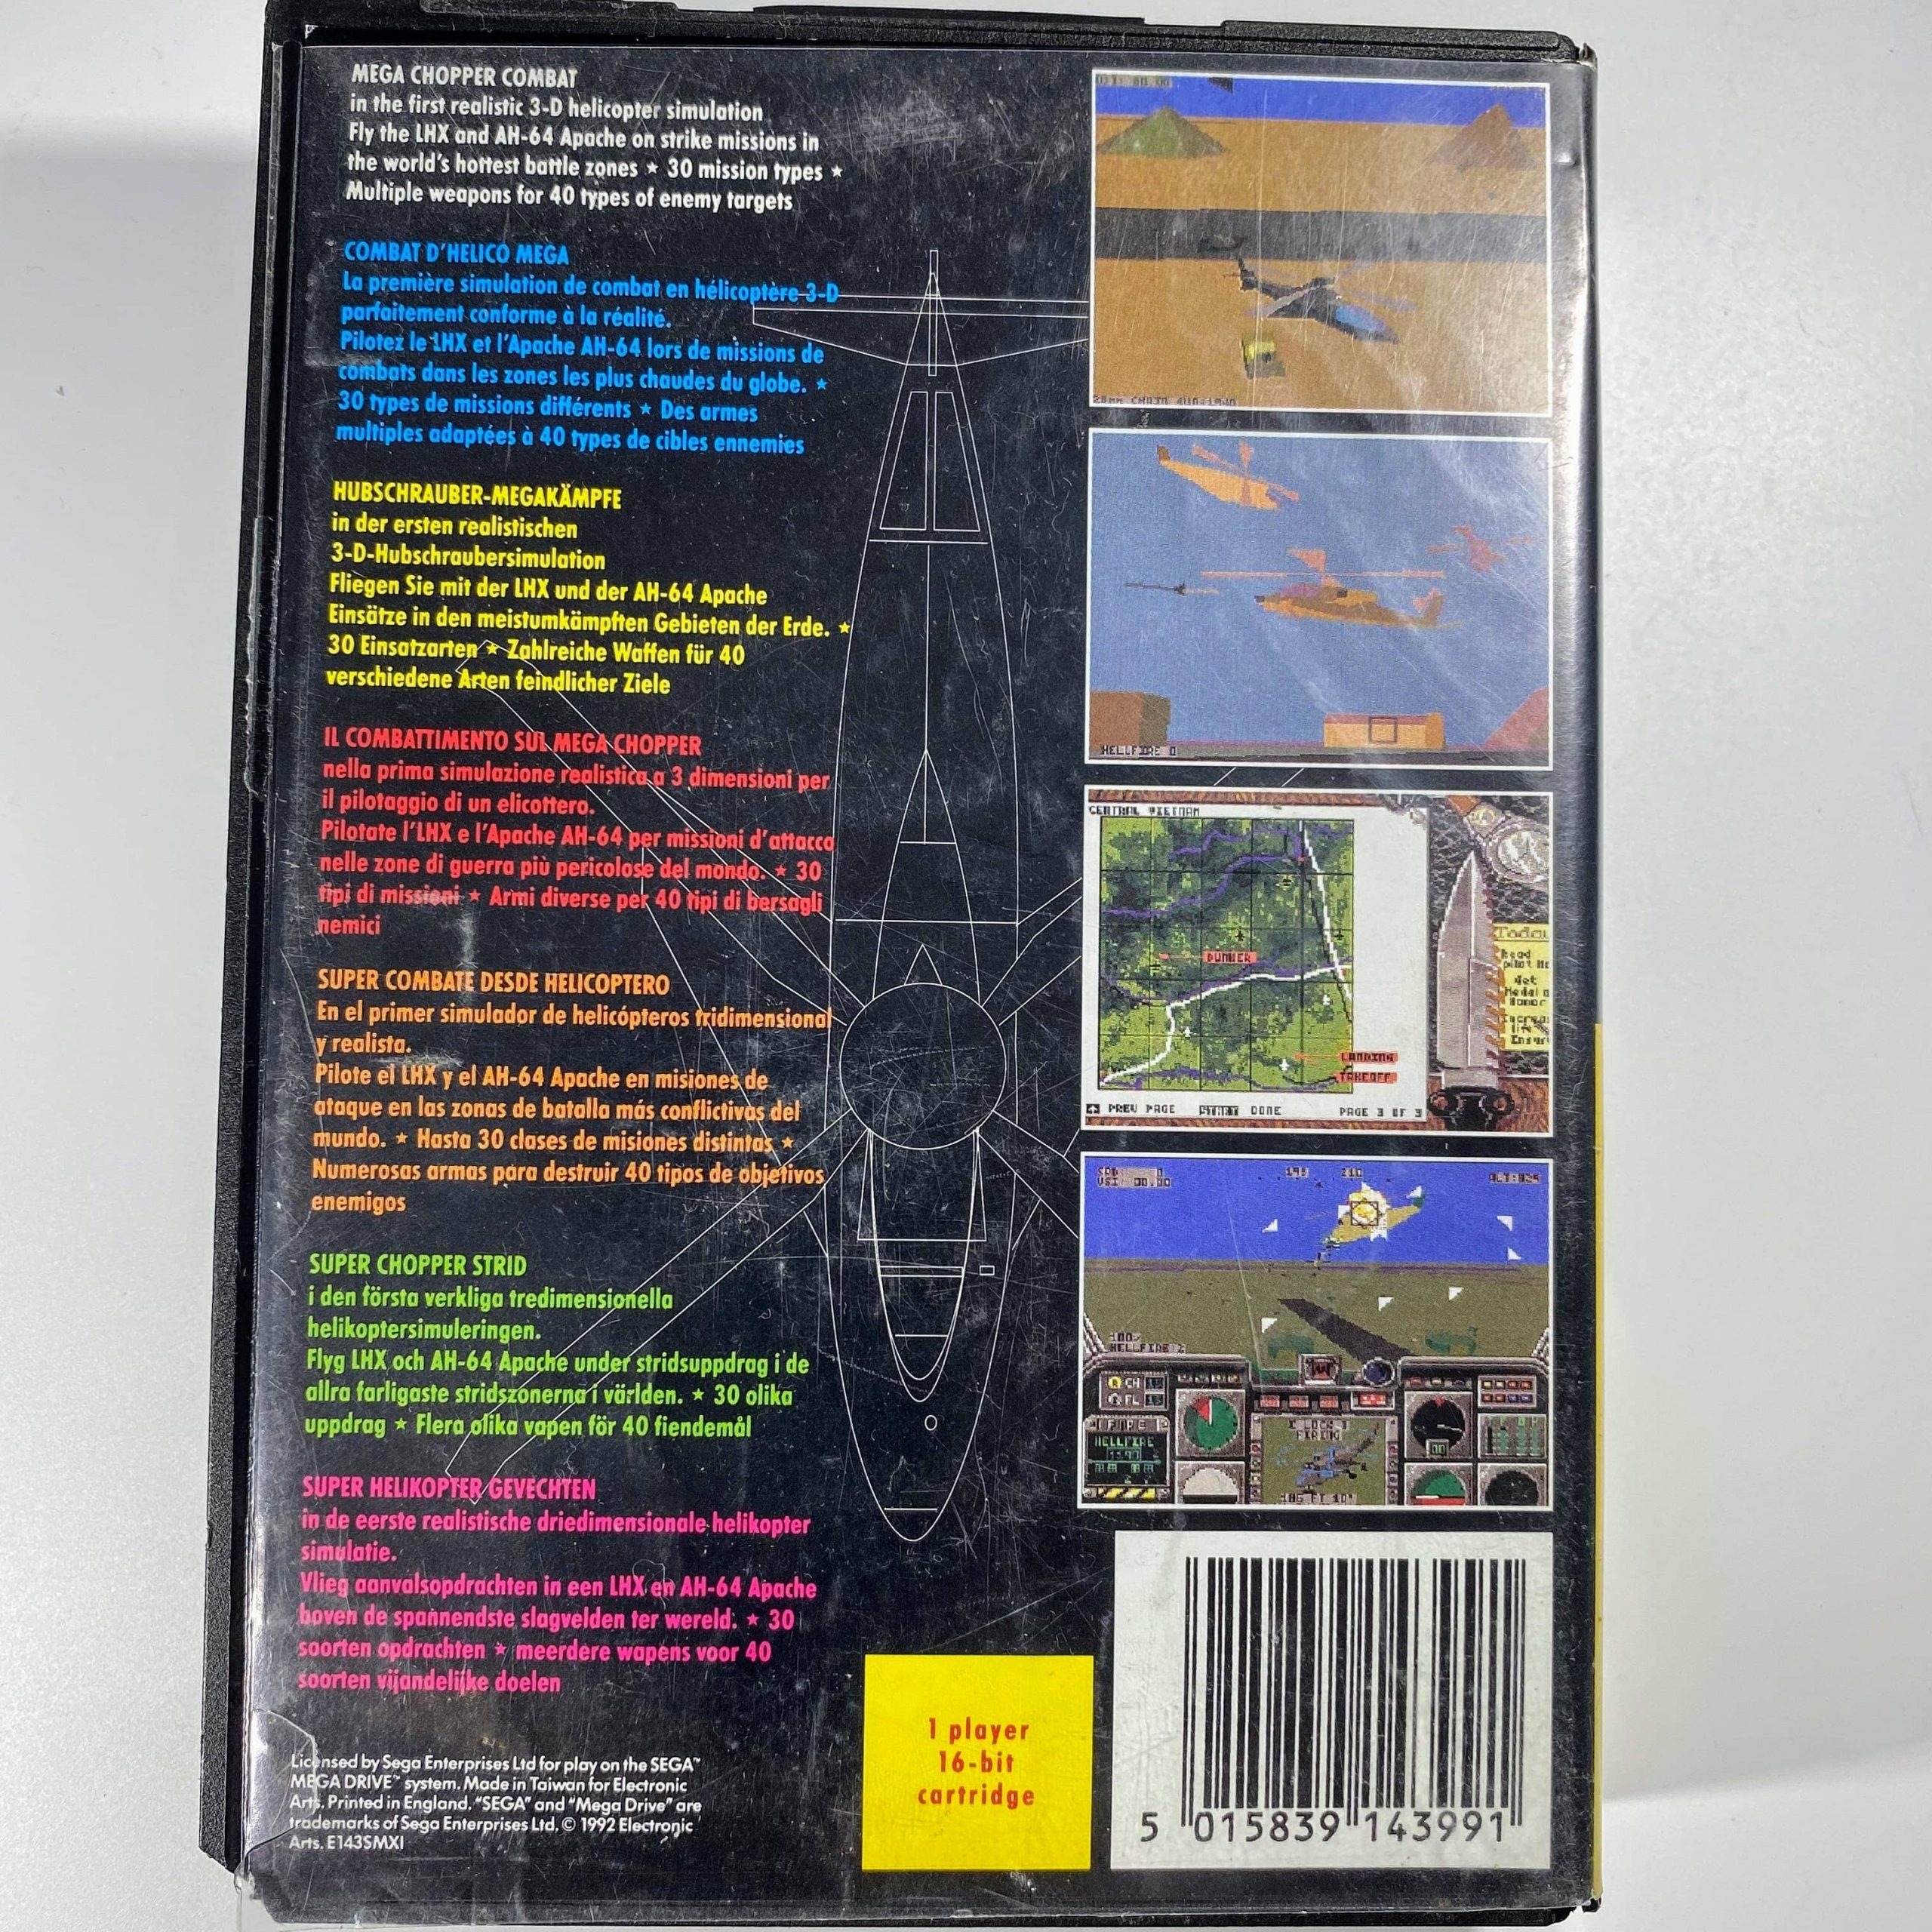 MEGA CHOPPER COMBAT
in the first realistic 3-D helicopter simulation
Fly the LHX and AH-64 Apache on strike missions in
the world's hottest battle zones ★ 30 mission types ★
Multiple weapons for 40 types of enemy targets
COMBAT D'HELICO MEGA
La première simulation de combat en hélicoptère 3-D
parfaitement conforme à la réalité.
Pilotez le LHX et l'Apache AH-64 lors de missions de
combats dans les zones les plus chaudes du globe. ★
30 types de missions différents ★ Des armes
multiples adaptées à 40 types de cibles ennemies
HUBSCHRAUBER-MEGAKÄMPFE
in der ersten realistischen
3-D-Hubschraubersimulation
Fliegen Sie mit der LHX und der AH-64 Apache
Einsätze in den meistumkämpften Gebieten der Erde. ★
30 Einsatzarten ★ Zahlreiche Waffen für 40
verschiedene Arten feindlicher Ziele
IL COMBATTIMENTO SUL MEGA CHOPPER
nella prima simulazione realistica a 3 dimensioni per
il pilotaggio di un elicottero.
Pilotate l'LHX e l'Apache AH-64 per missioni d'attacco
nelle zone di guerra più pericolose del mondo. ★ 30
tipi di missioni ★ Armi diverse per 40 tipi di bersagli
nemici
SUPER COMBATE DESDE HELICOPTERO
En el primer simulador de helicópteros tridimensional
y realista.
Pilote el LHX y el AH-64 Apache en misiones de
ataque en las zonas de batalla más conflictivas del
mundo. ★ Hasta 30 clases de misiones distintas ★
Numerosas armas para destruir 40 tipos de objetivos
enemigos
SUPER CHOPPER STRID
i den första verkliga tredimensionella
helikoptersimuleringen.
Flyg LHX och AH-64 Apache under stridsuppdrag i de
allra farligaste stridszonerna i världen. ★ 30 olika
uppdrag ★ Flera olika vapen för 40 fiendemål
SUPER HELIKOPTER GEVECHTEN
in de eerste realistische driedimensionale helikopter
simulatie.
Vlieg aanvalsopdrachten in een LHX en AH-64 Apache
boven de spannendste slagvelden ter wereld. ★ 30
soorten opdrachten ★ meerdere wapens voor 40
soorten vijandelijke doelen
Licensed by Sega Enterprises Ltd for play on the SEGA™
MEGA DRIVE™ system. Made in Taiwan for Electronic
Arts. Printed in England. "SEGA" and "Mega Drive" are
trademarks of Sega Enterprises Ltd. © 1992 Electronic
Arts. E143SMXI
HELLFIRE 0
CENTRAL VIETNAM
LANDING
TAKEOFF
PREV PAGE START DONE PAGE 3 OF 3
HELLFIRE
1 player
16-bit
cartridge
5 015839 143991